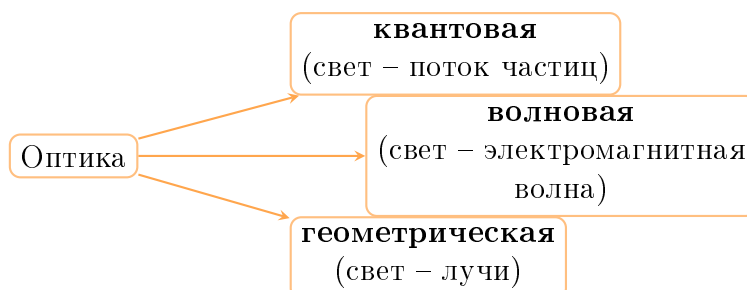 квантовая
(свет – поток частиц)
волновая
(свет – электромагнитная
волна)
Оптика
геометрическая
(свет – лучи)